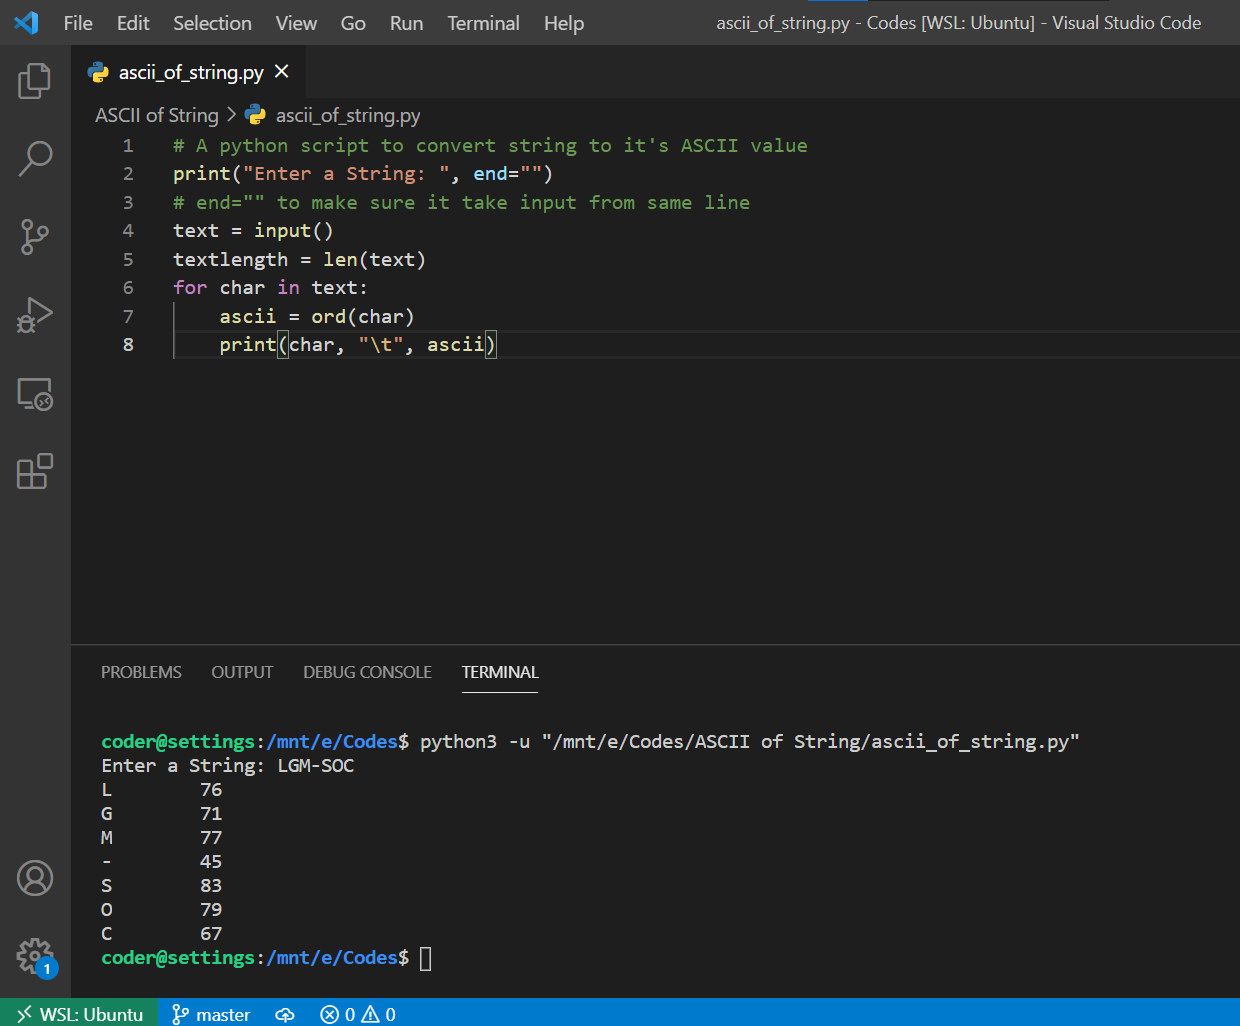 File Edit Selection View Go Run Terminal Help ascii_of_string.py - Codes [WSL: Ubuntu] - Visual Studio Code
ascii_of_string.py
ASCII of String > ascii_of_string.py
1 # A python script to convert string to it's ASCII value
2 print("Enter a String: ", end="")
3 # end="" to make sure it take input from same line
4 text = input()
5 textlength = len(text)
6 for char in text:
7     ascii = ord(char)
8     print(char, "\t", ascii)
PROBLEMS OUTPUT DEBUG CONSOLE TERMINAL
coder@settings:/mnt/e/Codes$ python3 -u "/mnt/e/Codes/ASCII of String/ascii_of_string.py"
Enter a String: LGM-SOC
L 76
G 71
M 77
- 45
S 83
O 79
C 67
coder@settings:/mnt/e/Codes$
1
WSL: Ubuntu master 0 0